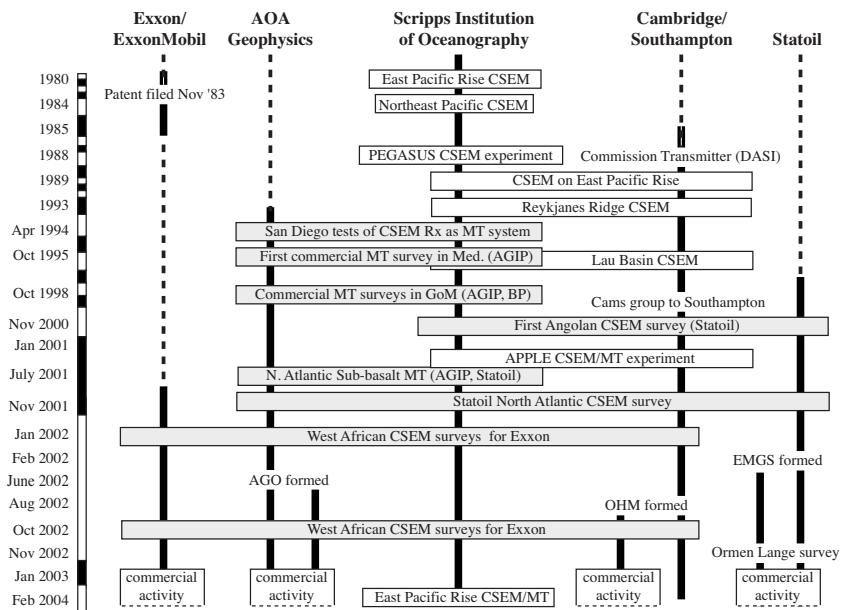 Exxon/
ExxonMobil
AOA
Geophysics
Scripps Institution
of Oceanography
Cambridge/
Southampton
Statoil
1980
East Pacific Rise CSEM
Patent filed Nov '83
1984
Northeast Pacific CSEM
1985
1988
PEGASUS CSEM experiment
Commission Transmitter (DASI)
1989
CSEM on East Pacific Rise
1993
Reykjanes Ridge CSEM
Apr 1994
San Diego tests of CSEM Rx as MT system
Oct 1995
First commercial MT survey in Med. (AGIP)
Lau Basin CSEM
Oct 1998
Commercial MT surveys in GoM (AGIP, BP)
Cams group to Southampton
Nov 2000
First Angolan CSEM survey (Statoil)
Jan 2001
APPLE CSEM/MT experiment
July 2001
N. Atlantic Sub-basalt MT (AGIP, Statoil)
Nov 2001
Statoil North Atlantic CSEM survey
Jan 2002
West African CSEM surveys for Exxon
Feb 2002
EMGS formed
June 2002
AGO formed
Aug 2002
OHM formed
Oct 2002
West African CSEM surveys for Exxon
Nov 2002
Ormen Lange survey
Jan 2003
commercial
activity
commercial
activity
commercial
activity
commercial
activity
Feb 2004
East Pacific Rise CSEM/MT